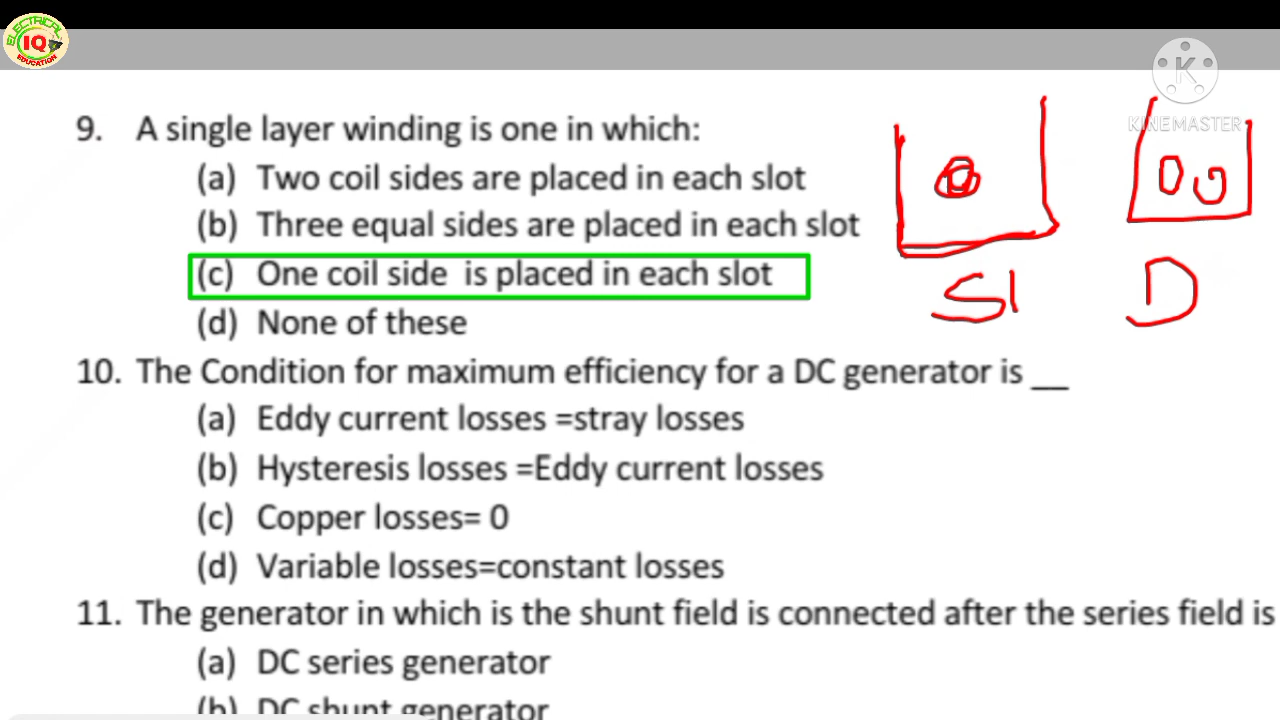 ELECTRICAL
IQ
EDUCATION
KINEMASTER
9. A single layer winding is one in which:
(a) Two coil sides are placed in each slot
(b) Three equal sides are placed in each slot
(c) One coil side is placed in each slot
(d) None of these
Sl D
10. The Condition for maximum efficiency for a DC generator is __
(a) Eddy current losses =stray losses
(b) Hysteresis losses =Eddy current losses
(c) Copper losses= 0
(d) Variable losses=constant losses
11. The generator in which is the shunt field is connected after the series field is
(a) DC series generator
(b) DC shunt generator